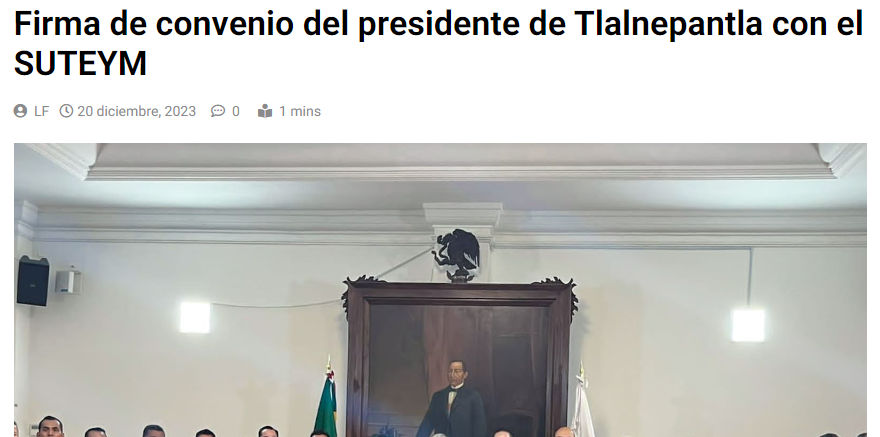 Firma de convenio del presidente de Tlalnepantla con el
SUTEYM
LF 20 diciembre, 2023 0 1 mins